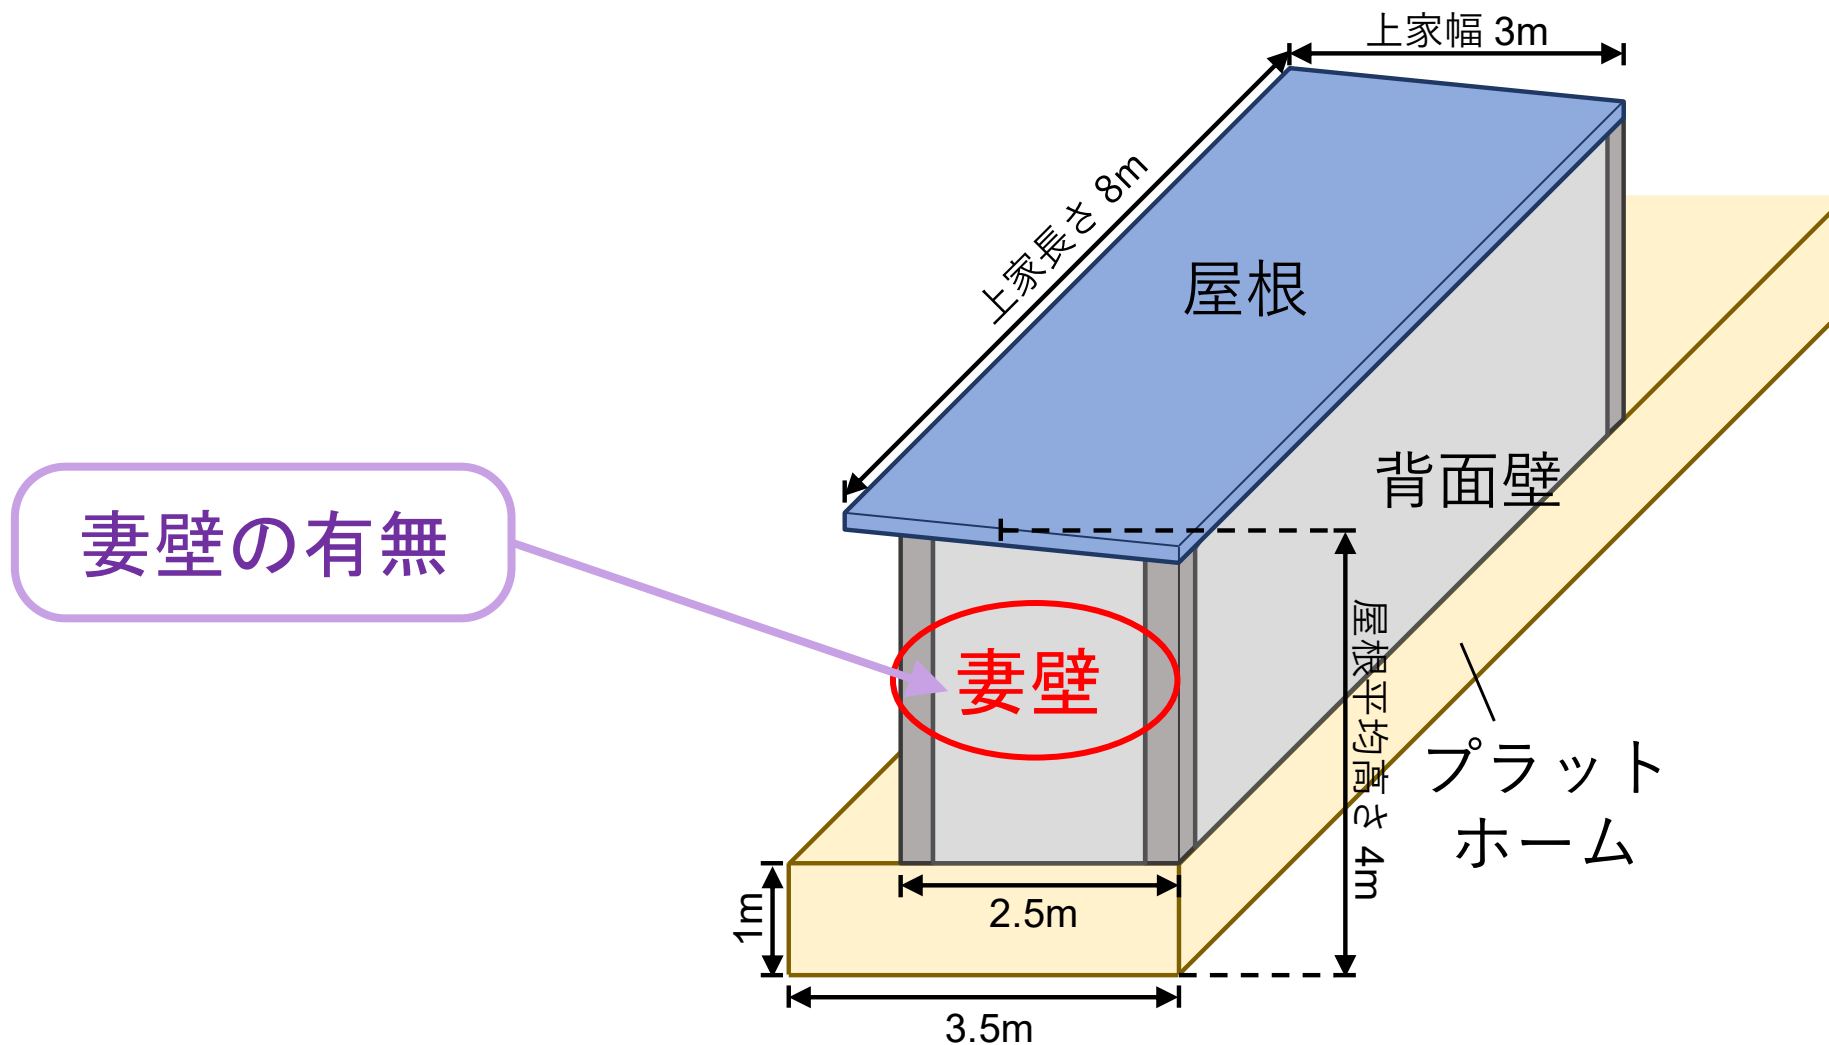 上家幅 3m
上家長さ 8m
屋根
背面壁
妻壁の有無
妻壁
屋根平均高さ 4m
プラット
ホーム
1m
2.5m
3.5m